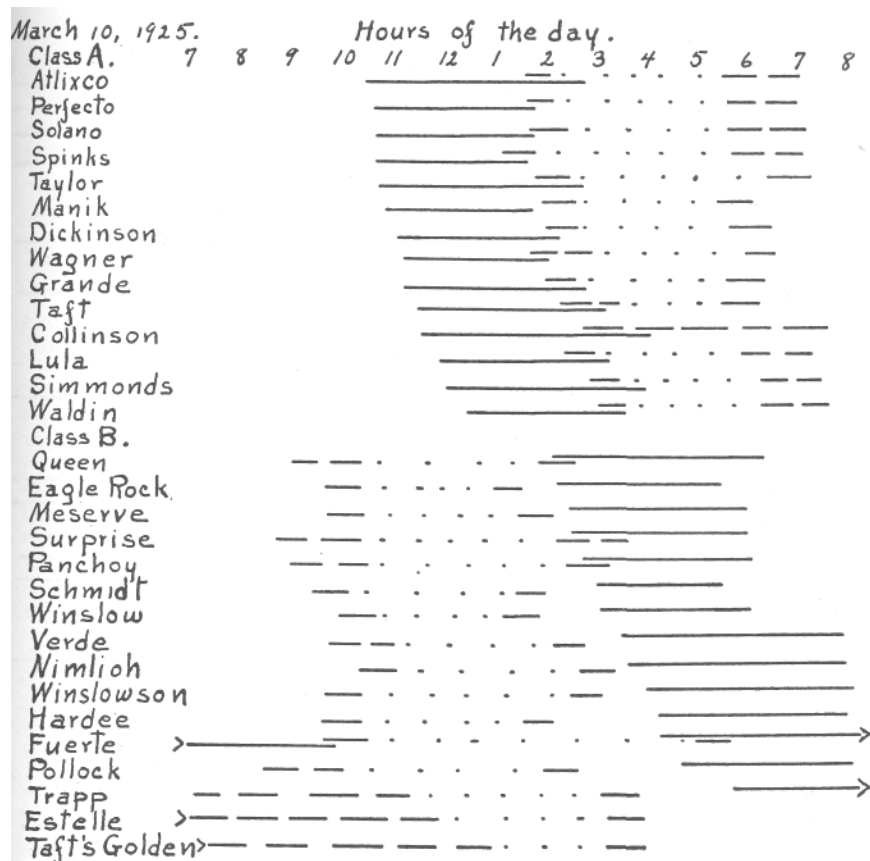 March 10, 1925. Hours of the day.
Class A. 7 8 9 10 11 12 1 2 3 4 5 6 7 8
Atlixco
Perfecto
Solano
Spinks
Taylor
Manik
Dickinson
Wagner
Grande
Taft
Collinson
Lula
Simmonds
Waldin
Class B.
Queen
Eagle Rock
Meserve
Surprise
Panchoy
Schmidt
Winslow
Verde
Nimlioh
Winslowson
Hardee
Fuerte
Pollock
Trapp
Estelle
Taft's Golden